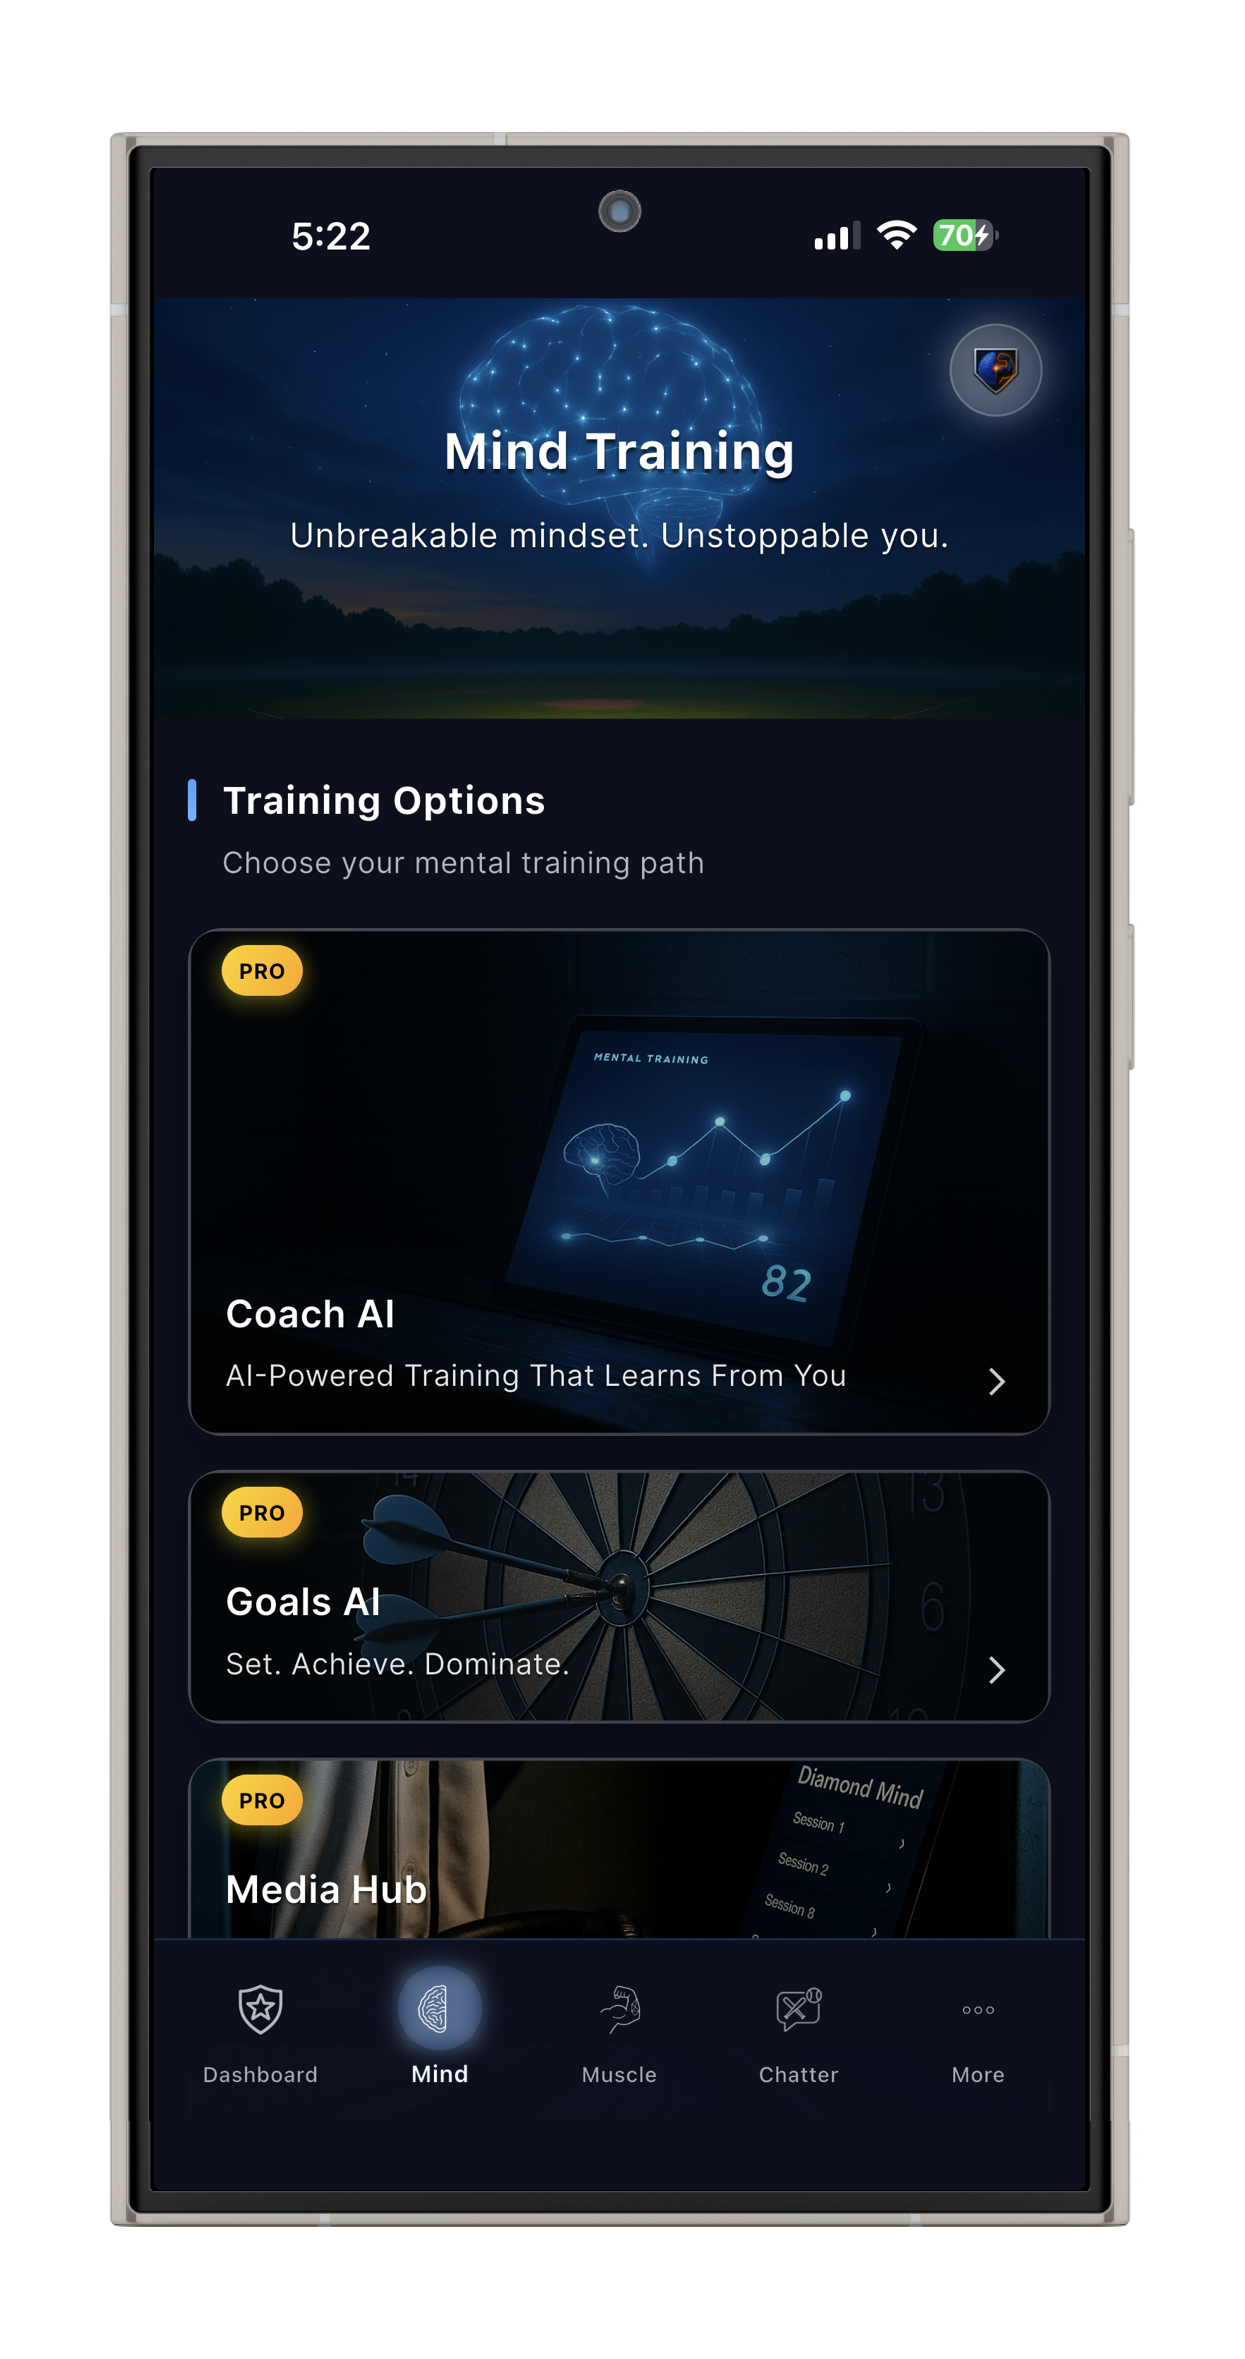 5:22
70
Mind Training
Unbreakable mindset. Unstoppable you.
Training Options
Choose your mental training path
PRO
MENTAL TRAINING
82
Coach AI
AI-Powered Training That Learns From You
PRO
13
6
Goals AI
Set. Achieve. Dominate.
PRO
Diamond Mind
Session 1
Session 2
Session 8
Media Hub
Dashboard
Mind
Muscle
Chatter
More